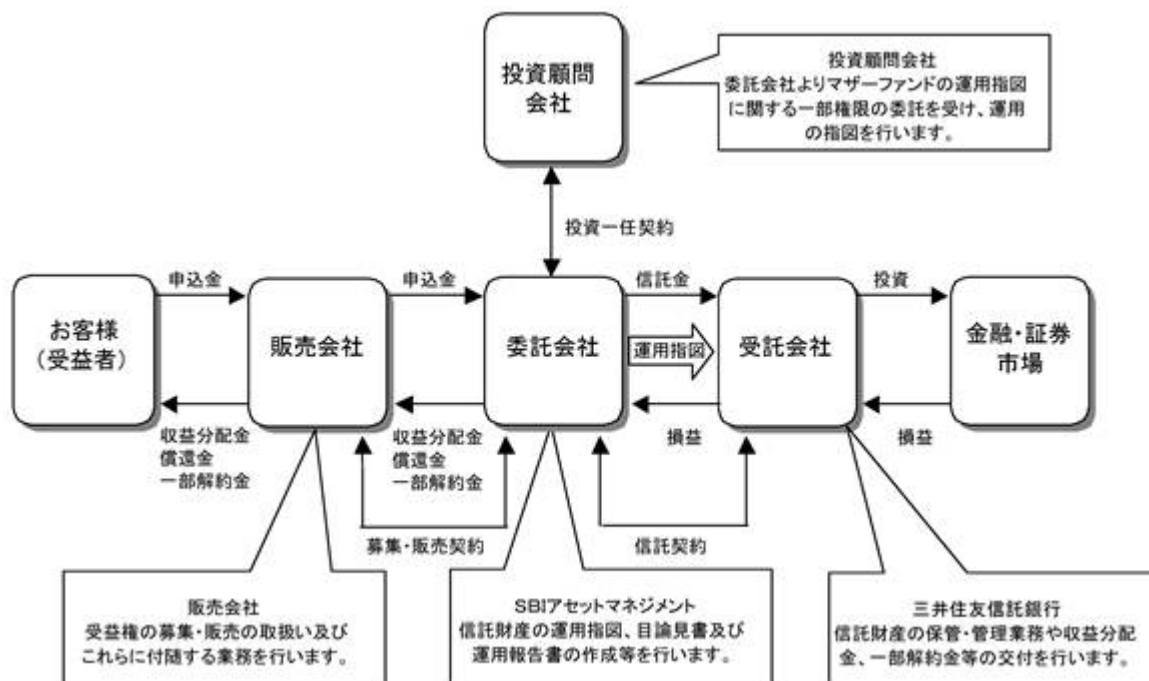 投資顧問
会社
投資顧問会社
委託会社よりマザーファンドの運用指図
に関する一部権限の委託を受け、運用
の指図を行います。
投資一任契約
申込金
申込金
信託金
投資
お客様
（受益者）
販売会社
委託会社
運用指図
受託会社
金融・証券
市場
収益分配金
償還金
一部解約金
収益分配金
償還金
一部解約金
損益
損益
募集・販売契約
信託契約
販売会社
受益権の募集・販売の取扱い及び
これらに付随する業務を行います。
SBIアセットマネジメント
信託財産の運用指図、目論見書及び
運用報告書の作成等を行います。
三井住友信託銀行
信託財産の保管・管理業務や収益分配
金、一部解約金等の交付を行います。